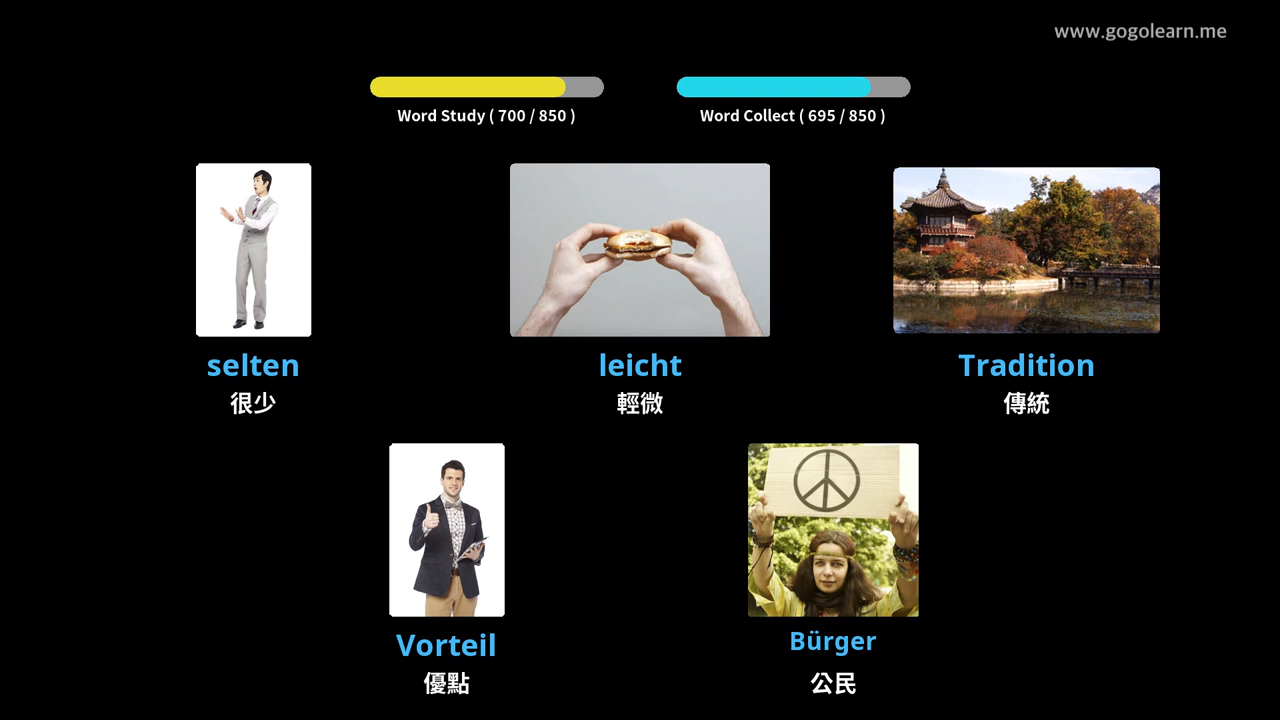 www.gogolearn.me
Word Study ( 700 / 850 )
Word Collect ( 695 / 850 )
selten
很少
leicht
輕微
Tradition
傳統
Vorteil
優點
Bürger
公民